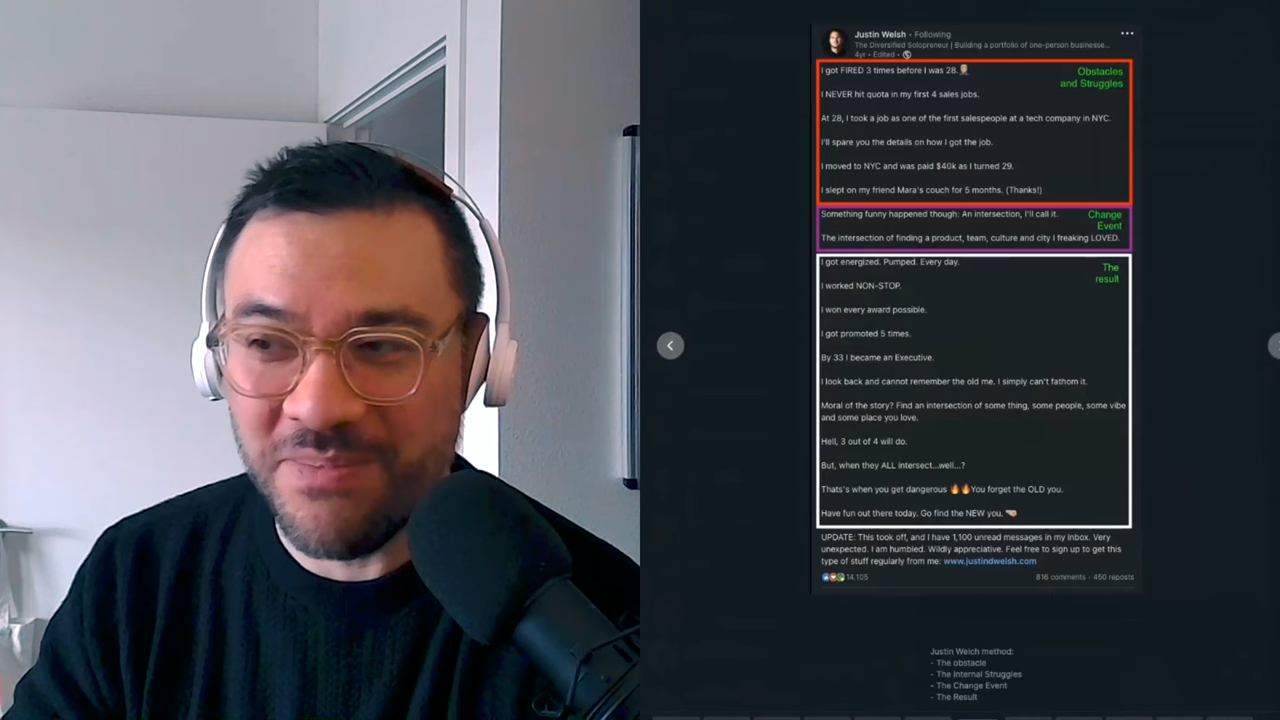 Justin Welsh · Following
The Diversified Solopreneur | Building a portfolio of one-person businesse...
4yr · Edited ·
I got FIRED 3 times before I was 28.
Obstacles
and Struggles
I NEVER hit quota in my first 4 sales jobs.
At 28, I took a job as one of the first salespeople at a tech company in NYC.
I'll spare you the details on how I got the job.
I moved to NYC and was paid $40k as I turned 29.
I slept on my friend Mara's couch for 5 months. (Thanks!)
Something funny happened though: An intersection, I'll call it.
Change
Event
The intersection of finding a product, team, culture and city I freaking LOVED.
I got energized. Pumped. Every day.
The
result
I worked NON-STOP.
I won every award possible.
I got promoted 5 times.
By 33 I became an Executive.
I look back and cannot remember the old me. I simply can't fathom it.
Moral of the story? Find an intersection of some thing, some people, some vibe
and some place you love.
Hell, 3 out of 4 will do.
But, when they ALL intersect...well...?
Thats's when you get dangerous 🔥🔥You forget the OLD you.
Have fun out there today. Go find the NEW you.
UPDATE: This took off, and I have 1,100 unread messages in my inbox. Very
unexpected. I am humbled. Wildly appreciative. Feel free to sign up to get this
type of stuff regularly from me: www.justindwelsh.com
14,105
816 comments · 450 reposts
Justin Welch method:
- The obstacle
- The Internal Struggles
- The Change Event
- The Result